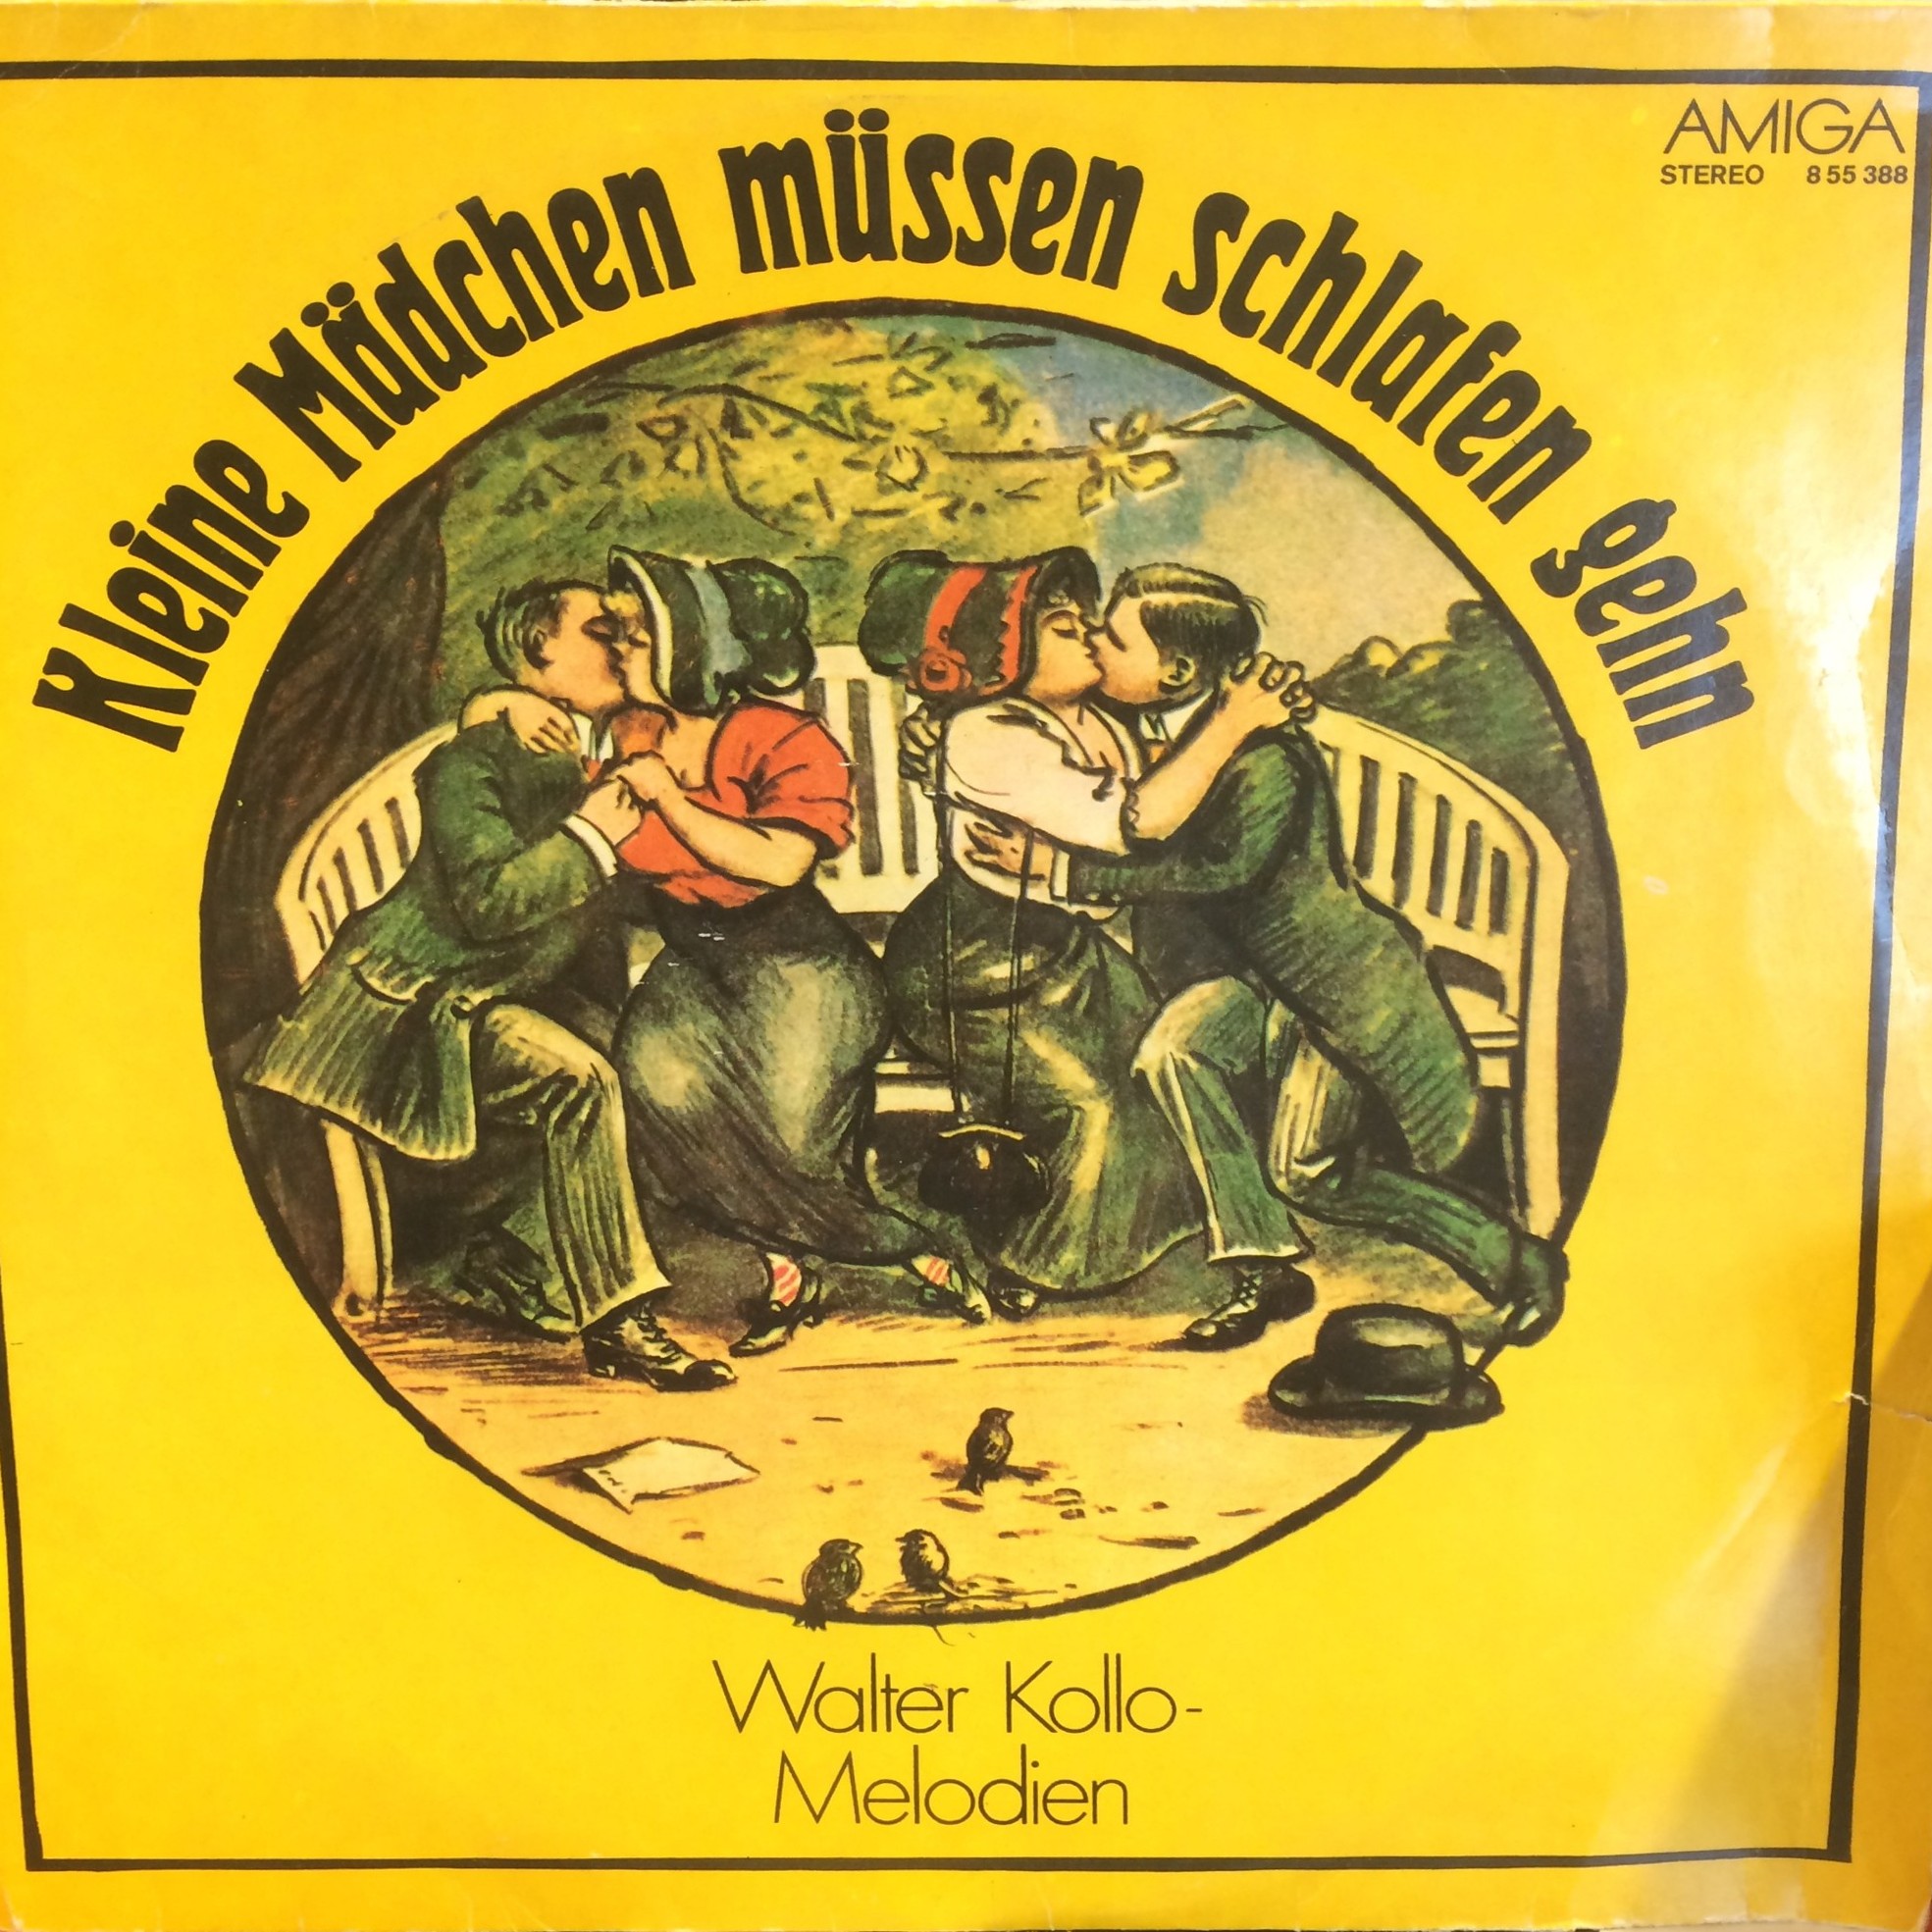 AMIGA
STEREO 8 55 388
Kleine Mädchen müssen schlafen gehn
Walter Kollo-
Melodien